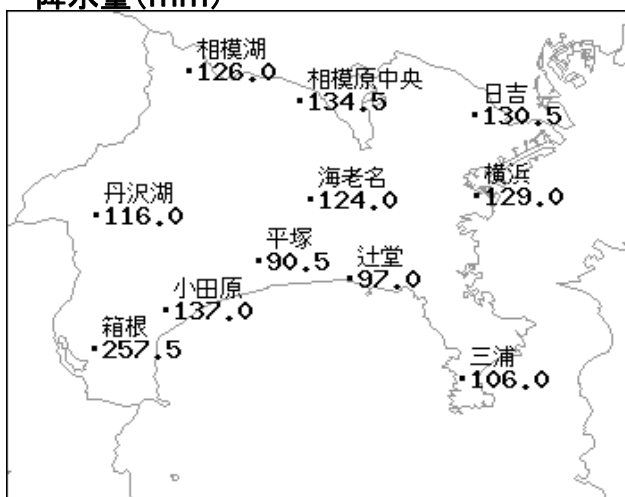 降水量(mm)
相模湖
126.0
相模原中央
134.5
日吉
130.5
丹沢湖
116.0
海老名
124.0
横浜
129.0
平塚
90.5
辻堂
97.0
小田原
137.0
箱根
257.5
三浦
106.0